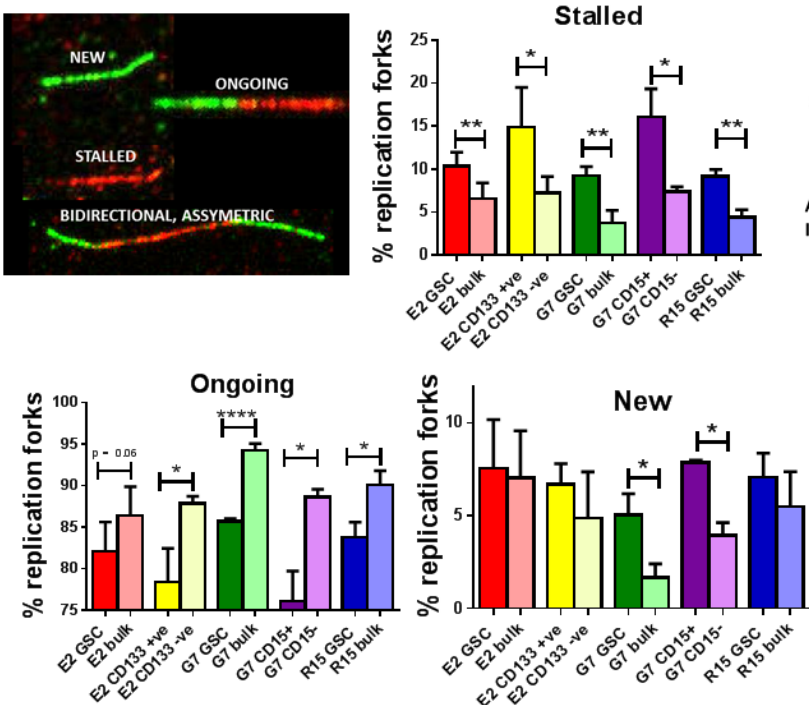 NEW
ONGOING
STALLED
BIDIRECTIONAL, ASSYMETRIC
Stalled
% replication forks
25
20
15
10
5
0
** * ** * **
E2 GSC
E2 bulk
E2 CD133 +ve
E2 CD133 -ve
G7 GSC
G7 bulk
G7 CD15+
G7 CD15-
R15 GSC
R15 bulk
Ongoing
% replication forks
100
95
90
85
80
75
p = 0.06 * **** * *
E2 GSC
E2 bulk
E2 CD133 +ve
E2 CD133 -ve
G7 GSC
G7 bulk
G7 CD15+
G7 CD15-
R15 GSC
R15 bulk
New
% replication forks
10
5
0
* *
E2 GSC
E2 bulk
E2 CD133 +ve
E2 CD133 -ve
G7 GSC
G7 bulk
G7 CD15+
G7 CD15-
R15 GSC
R15 bulk